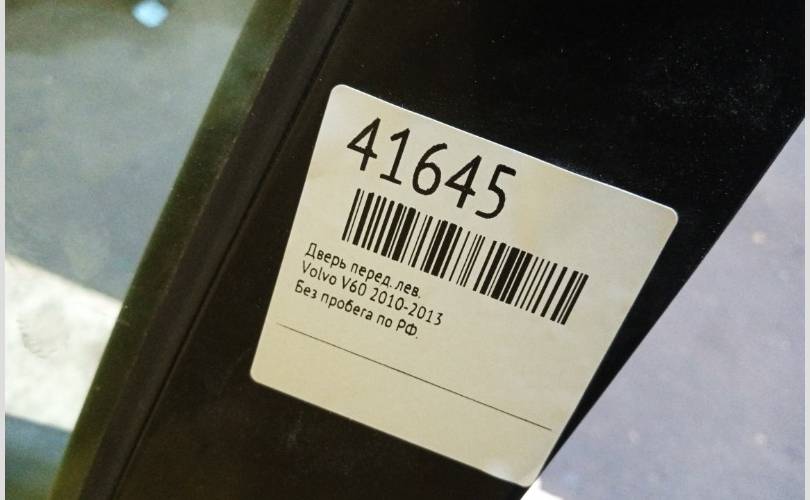 41645
Дверь перед. лев.
Volvo V60 2010-2013
Без пробега по РФ.